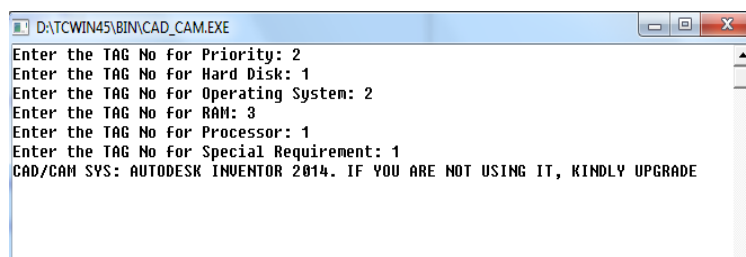 D:\TCWIN45\BIN\CAD_CAM.EXE
Enter the TAG No for Priority: 2
Enter the TAG No for Hard Disk: 1
Enter the TAG No for Operating System: 2
Enter the TAG No for RAM: 3
Enter the TAG No for Processor: 1
Enter the TAG No for Special Requirement: 1
CAD/CAM SYS: AUTODESK INVENTOR 2014. IF YOU ARE NOT USING IT, KINDLY UPGRADE